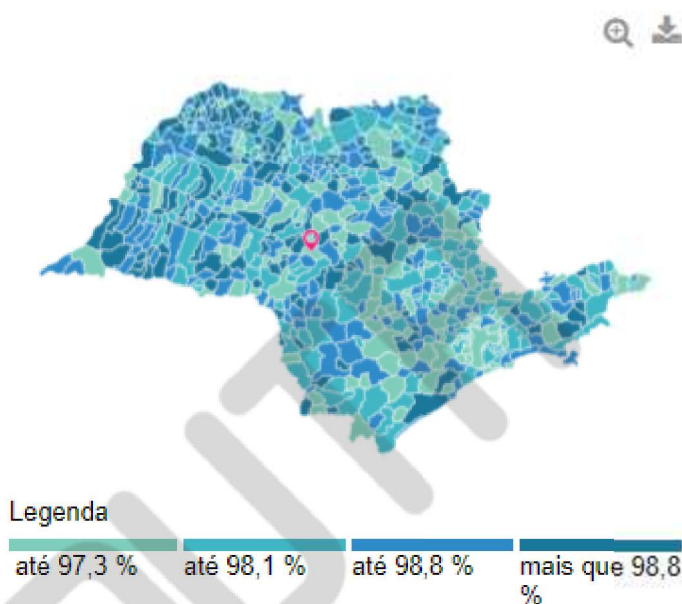 Legenda
até 97,3 %
até 98,1 %
até 98,8 %
mais que 98,8
%